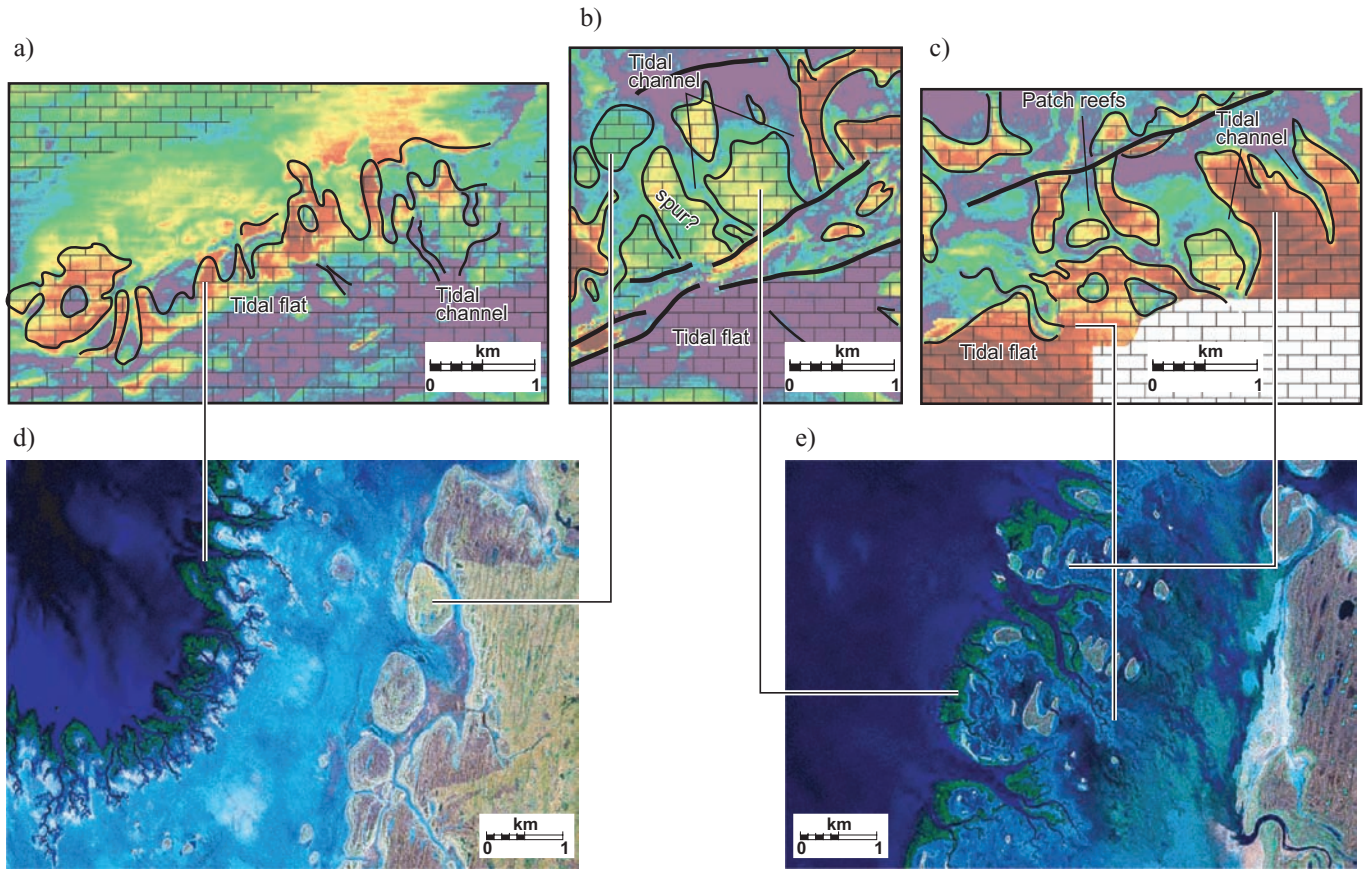 a)
Tidal flat
Tidal
channel
km
0 1
b)
Tidal
channel
spur?
Tidal flat
km
0 1
c)
Patch reefs
Tidal
channel
Tidal flat
km
0 1
d)
km
0 1
e)
km
0 1